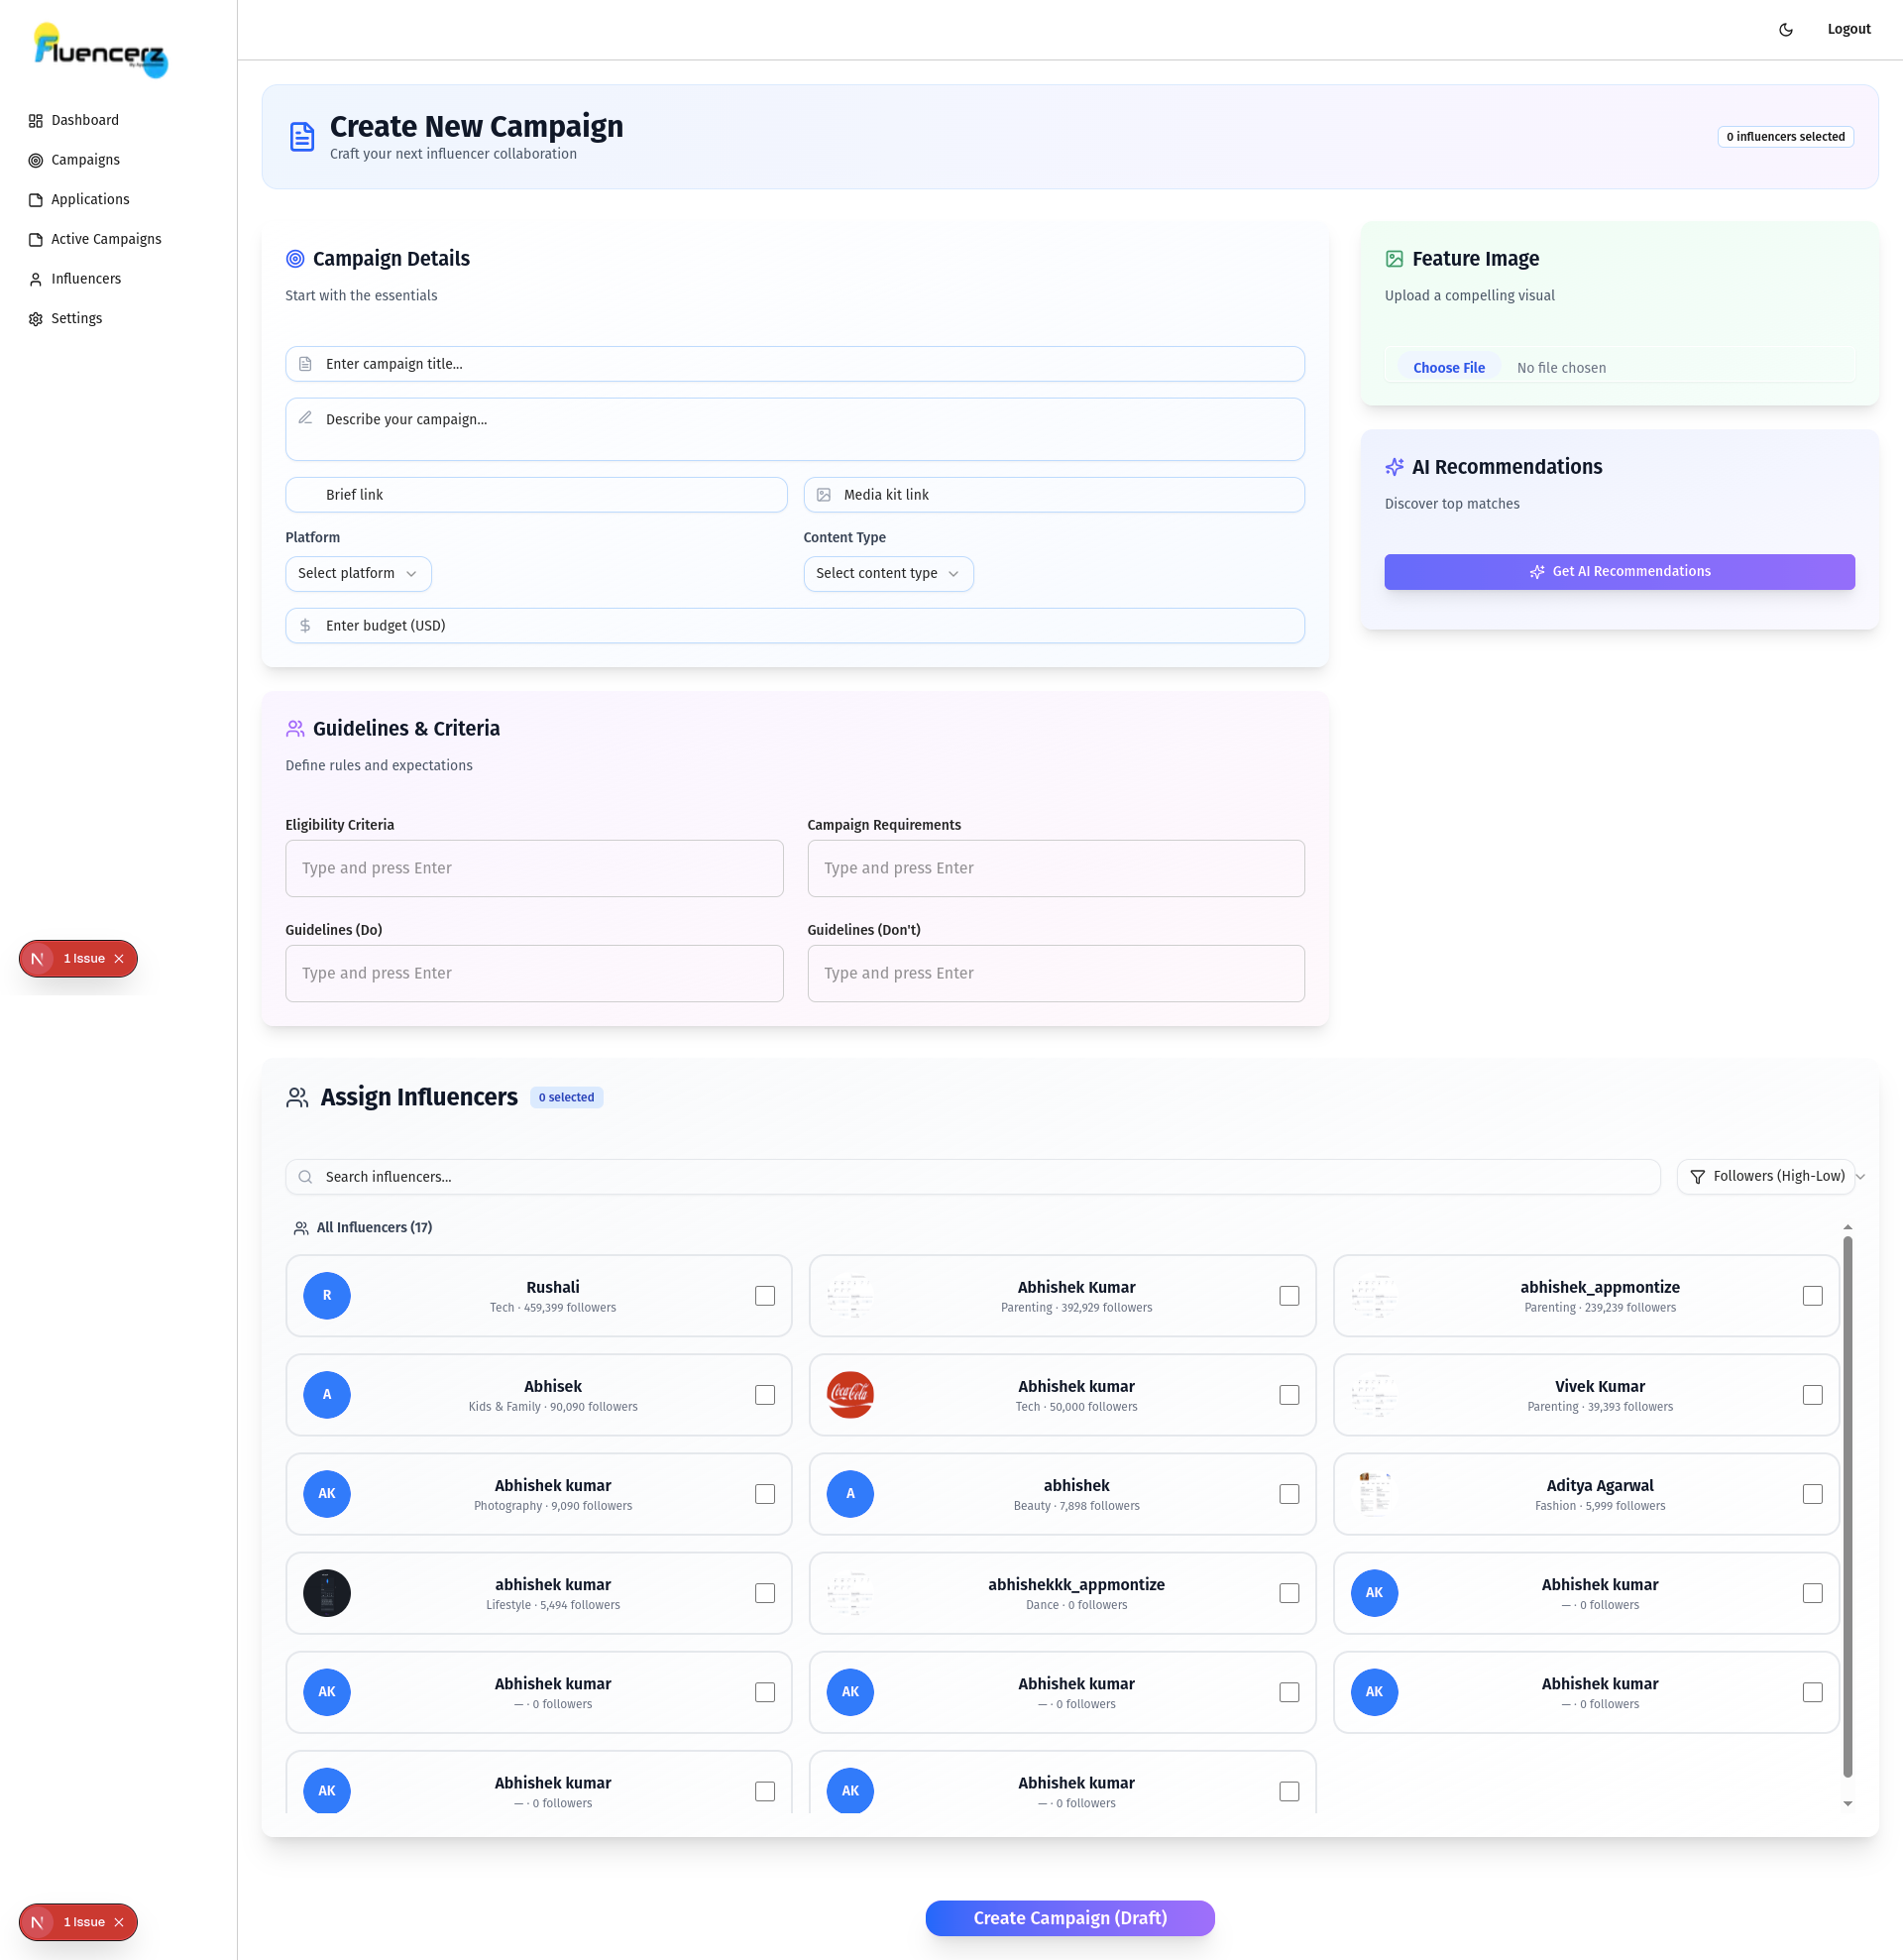 Fluencerz
Logout
Dashboard
Campaigns
Applications
Active Campaigns
Influencers
Settings
Create New Campaign
Craft your next influencer collaboration
0 influencers selected
Campaign Details
Start with the essentials
Enter campaign title...
Describe your campaign...
Brief link
Media kit link
Platform
Content Type
Select platform
Select content type
Enter budget (USD)
Feature Image
Upload a compelling visual
Choose File No file chosen
AI Recommendations
Discover top matches
Get AI Recommendations
Guidelines & Criteria
Define rules and expectations
Eligibility Criteria
Campaign Requirements
Type and press Enter
Type and press Enter
Guidelines (Do)
Guidelines (Don't)
Type and press Enter
Type and press Enter
N 1 Issue
Assign Influencers 0 selected
Search influencers...
Followers (High-Low)
All Influencers (17)
R
Rushali
Tech · 459,399 followers
Abhishek Kumar
Parenting · 392,929 followers
abhishek_appmontize
Parenting · 239,239 followers
A
Abhisek
Kids & Family · 90,090 followers
Coca-Cola
Abhishek kumar
Tech · 50,000 followers
Vivek Kumar
Parenting · 39,393 followers
AK
Abhishek kumar
Photography · 9,090 followers
A
abhishek
Beauty · 7,898 followers
Aditya Agarwal
Fashion · 5,999 followers
abhishek kumar
Lifestyle · 5,494 followers
abhishekkk_appmontize
Dance · 0 followers
AK
Abhishek kumar
— · 0 followers
AK
Abhishek kumar
— · 0 followers
AK
Abhishek kumar
— · 0 followers
AK
Abhishek kumar
— · 0 followers
AK
Abhishek kumar
— · 0 followers
AK
Abhishek kumar
— · 0 followers
N 1 Issue
Create Campaign (Draft)